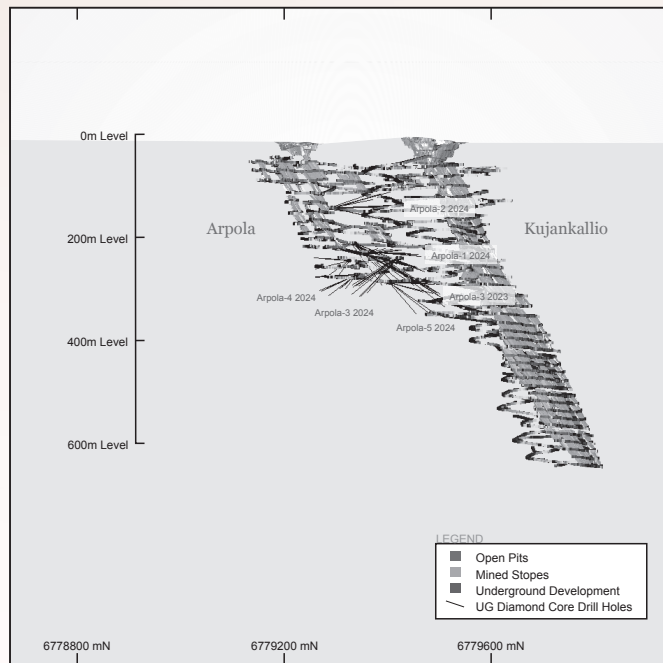 0m Level
200m Level
400m Level
600m Level
Arpola
Kujankallio
Arpola-2 2024
Arpola-1 2024
Arpola-3 2023
Arpola-4 2024
Arpola-3 2024
Arpola-5 2024
LEGEND
Open Pits
Mined Stopes
Underground Development
UG Diamond Core Drill Holes
6778800 mN
6779200 mN
6779600 mN